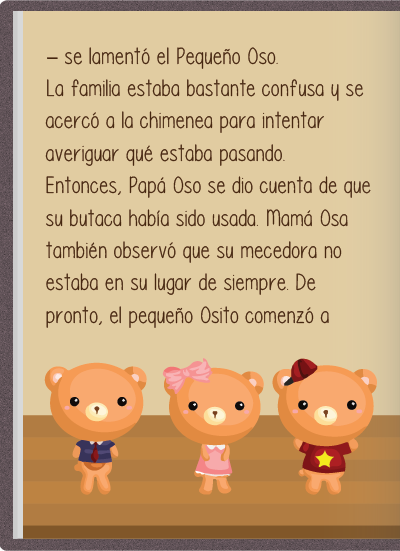 – se lamentó el Pequeño Oso.
La familia estaba bastante confusa y se
acercó a la chimenea para intentar
averiguar qué estaba pasando.
Entonces, Papá Oso se dio cuenta de que
su butaca había sido usada. Mamá Osa
también observó que su mecedora no
estaba en su lugar de siempre. De
pronto, el pequeño Osito comenzó a